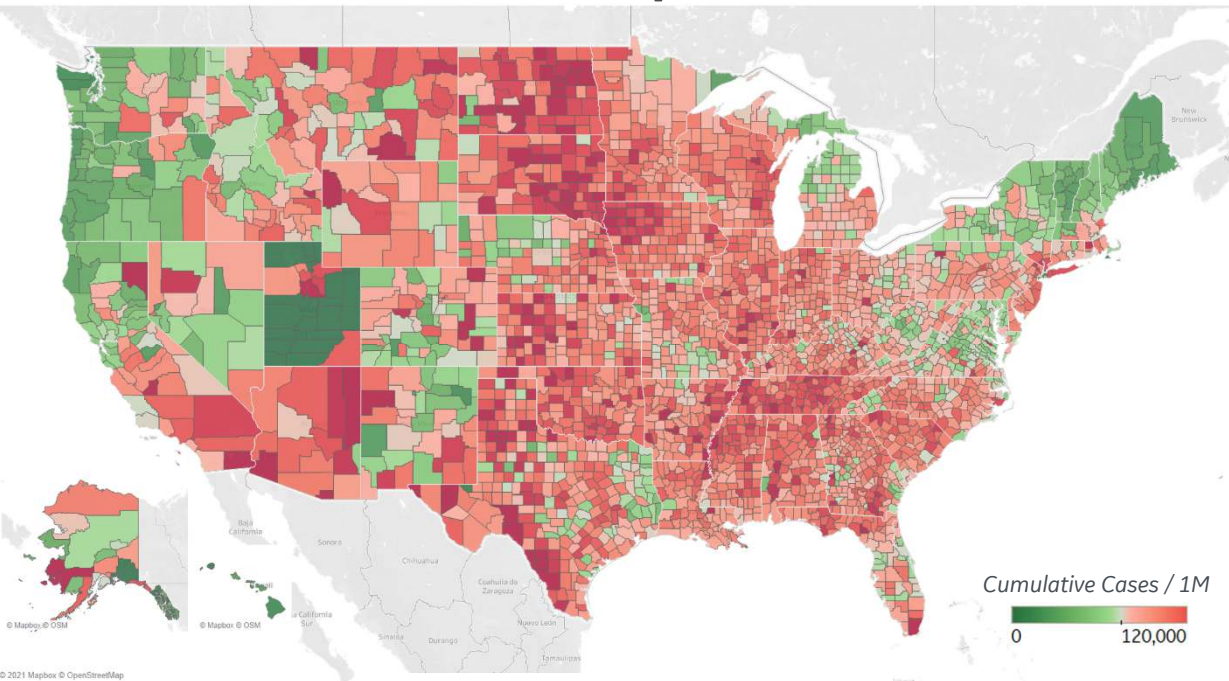 New
Brunswick
Baja
California
Sonora
Chihuahua
Coahuila de
Zaragoza
Cumulative Cases / 1M
0 120,000
Nuevo León
Sinaloa
Durango
Tamaulipas
California
Sur
© Mapbox © OSM
© Mapbox © OSM
© 2021 Mapbox © OpenStreetMap